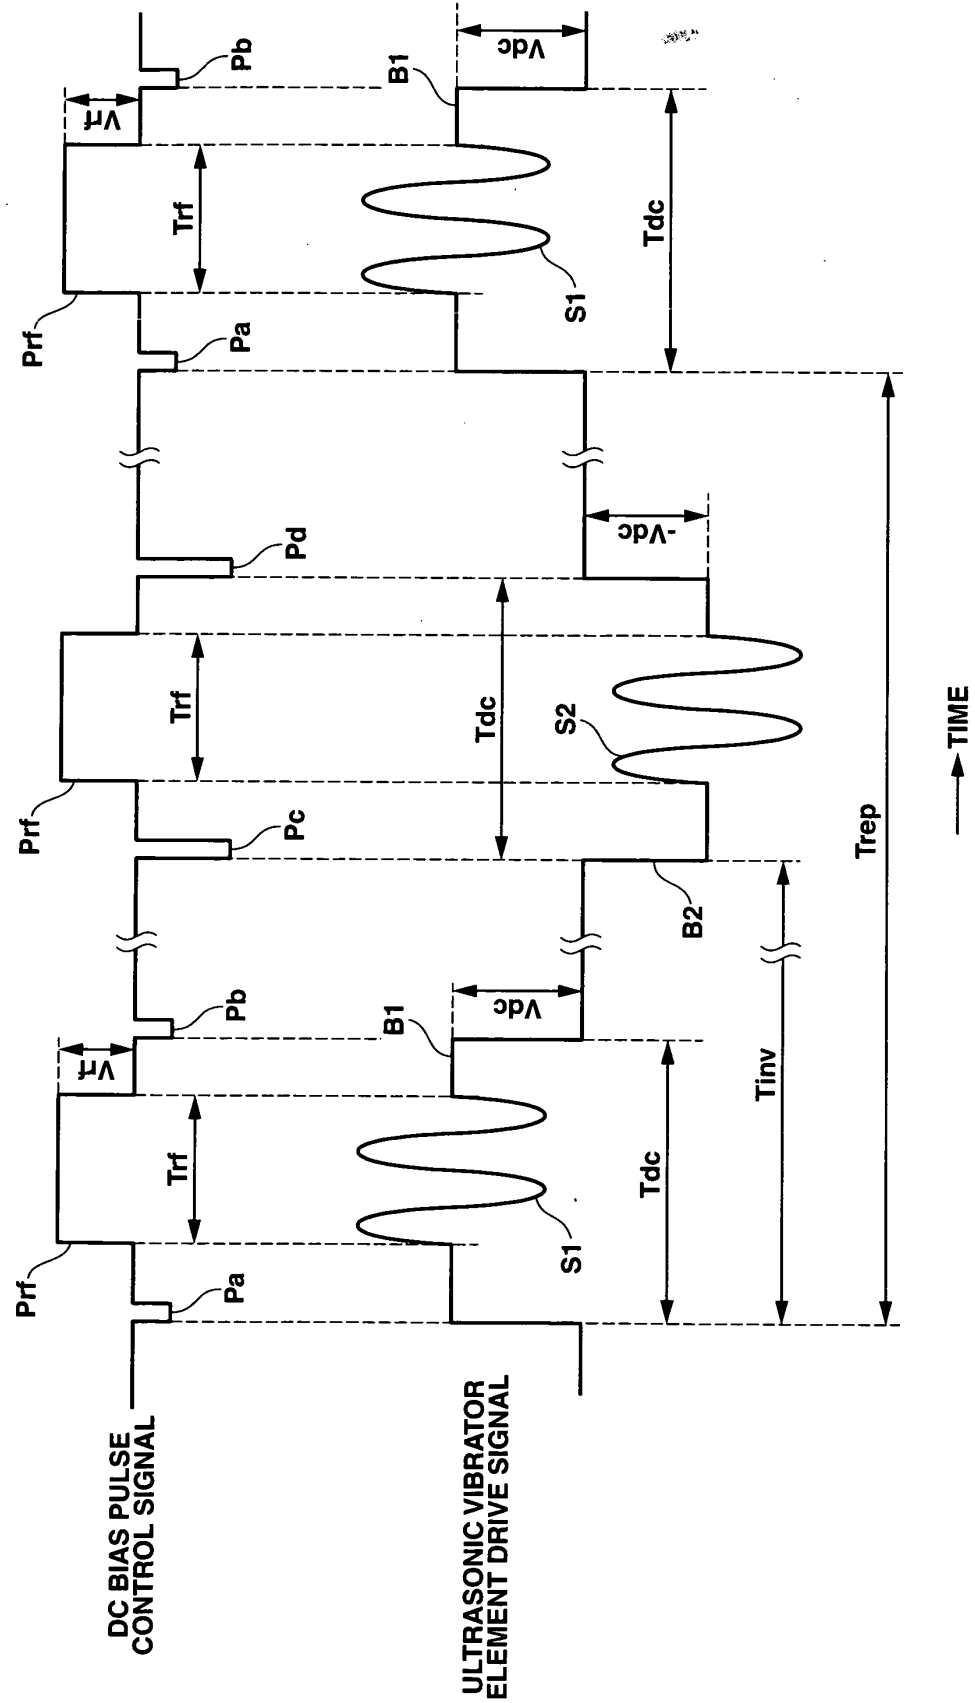 DC BIAS PULSE
CONTROL SIGNAL
Prf
Vrf
Prf
Prf
Vrf
Trf
Trf
Trf
Pa
Pb
Pc
Pd
Pa
Pb
ULTRASONIC VIBRATOR
ELEMENT DRIVE SIGNAL
B1
Vdc
S1
B2
S2
-Vdc
B1
Vdc
S1
Tdc
Tdc
Tdc
Tinv
Trep
TIME